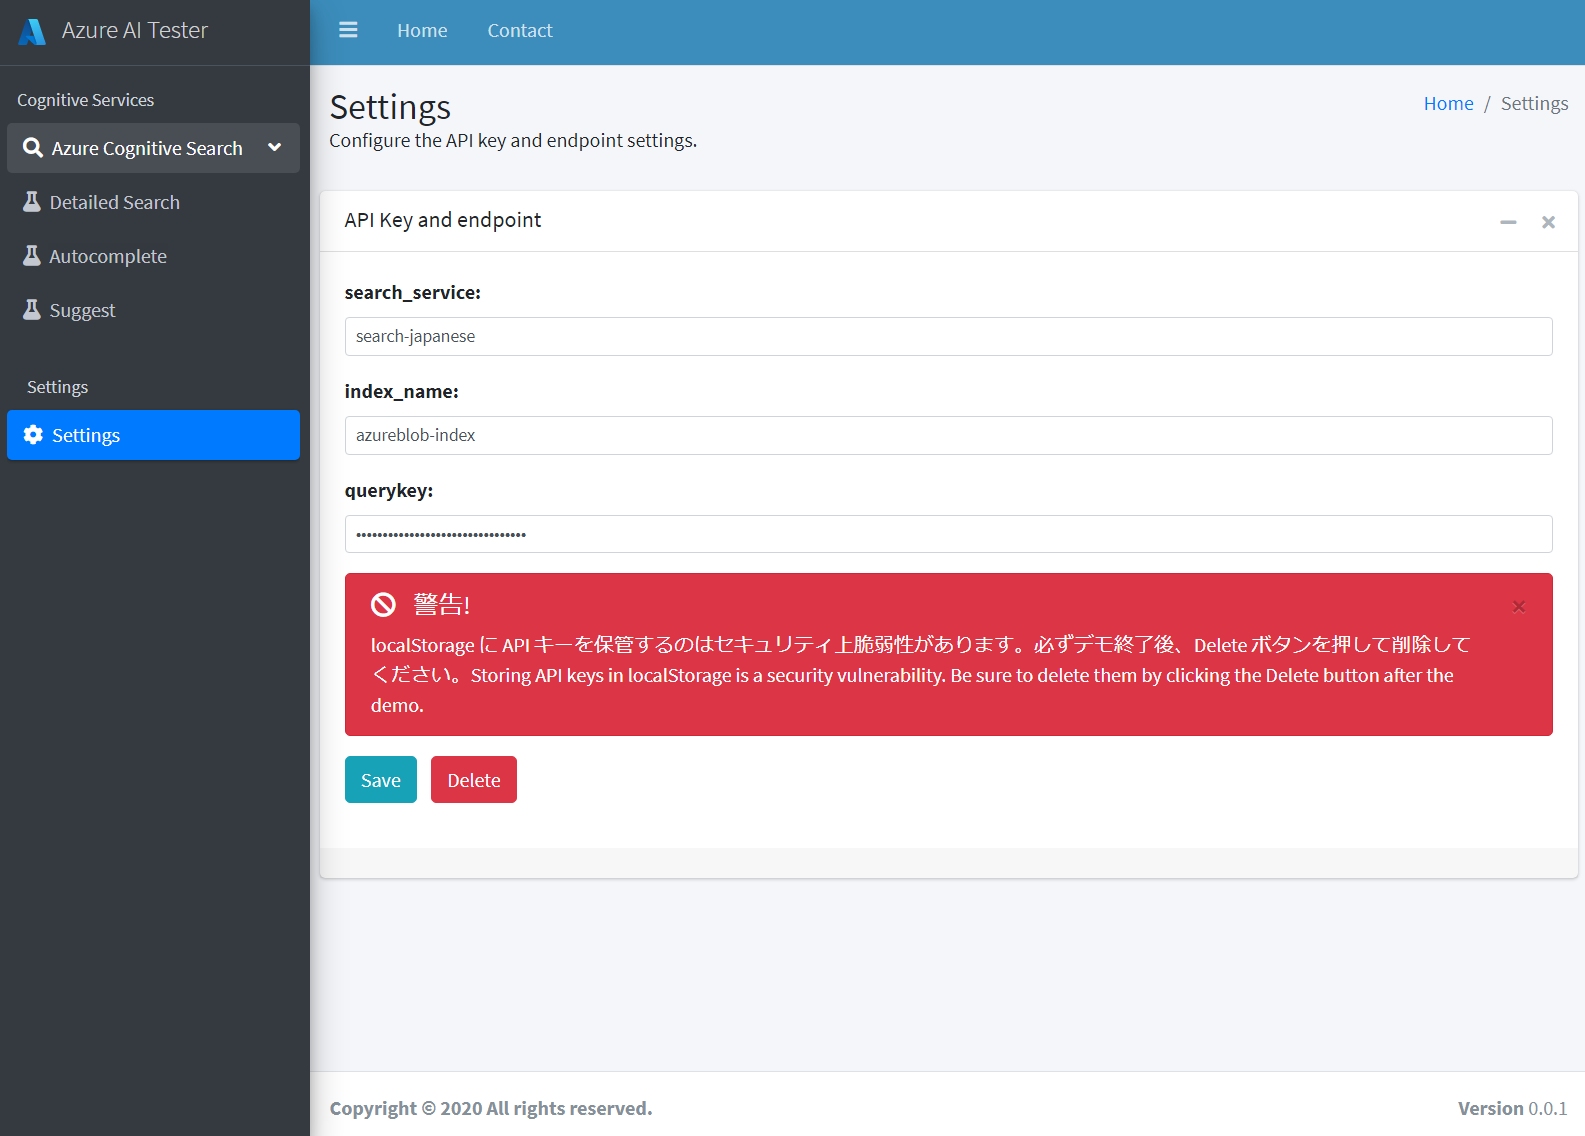 Azure AI Tester
Home
Contact
Cognitive Services
Azure Cognitive Search
Detailed Search
Autocomplete
Suggest
Settings
Settings
Settings
Configure the API key and endpoint settings.
Home / Settings
API Key and endpoint
search_service:
search-japanese
index_name:
azureblob-index
querykey:
••••••••••••••••••••••••••••••••
警告!
localStorage に API キーを保管するのはセキュリティ上脆弱性があります。必ずデモ終了後、Delete ボタンを押して削除して
ください。Storing API keys in localStorage is a security vulnerability. Be sure to delete them by clicking the Delete button after the
demo.
Save
Delete
Copyright © 2020 All rights reserved.
Version 0.0.1